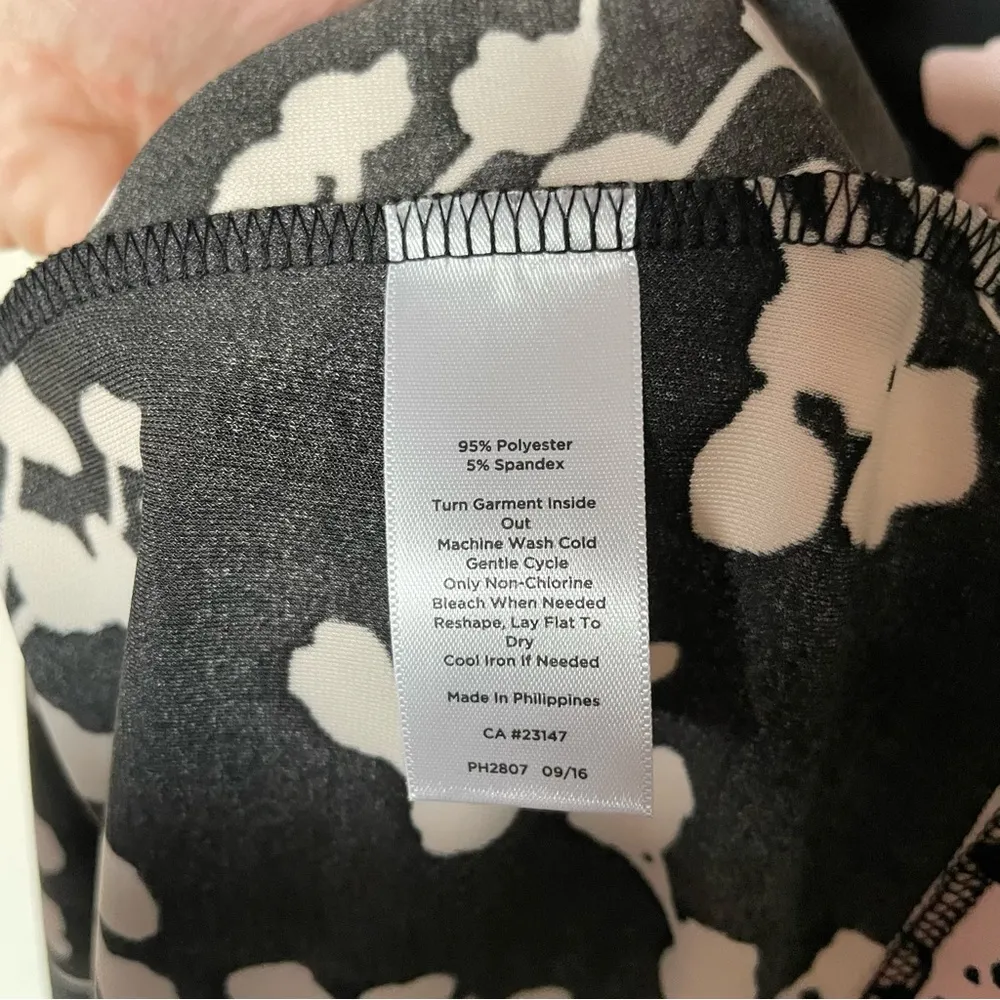 95% Polyester
5% Spandex
Turn Garment Inside
Out
Machine Wash Cold
Gentle Cycle
Only Non-Chlorine
Bleach When Needed
Reshape, Lay Flat To
Dry
Cool Iron If Needed
Made In Philippines
CA #23147
PH2807 09/16